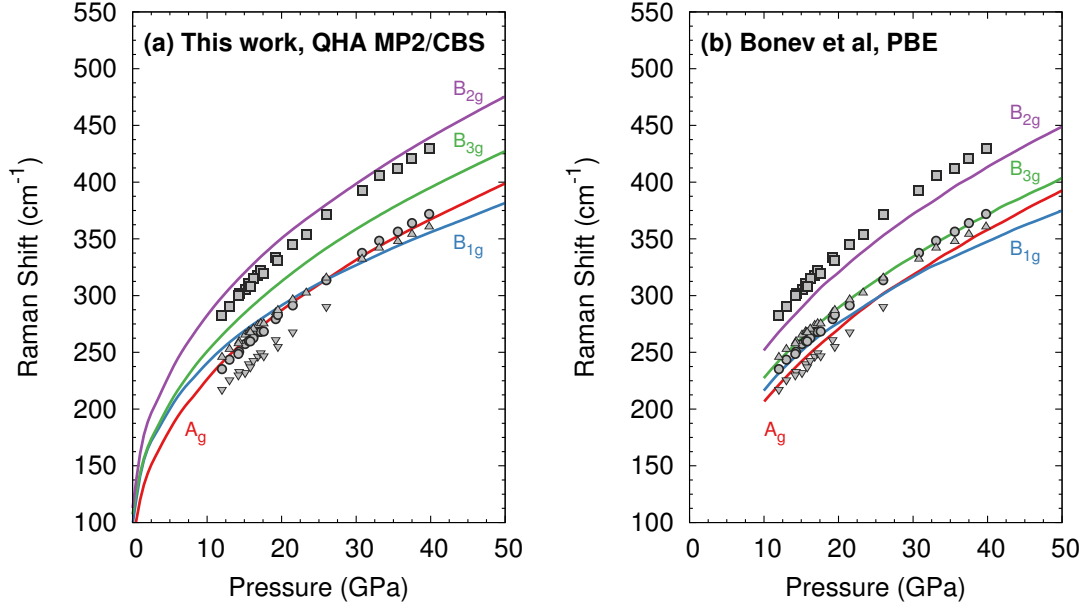 (a) This work, QHA MP2/CBS
Raman Shift (cm⁻¹)
550
500
450
400
350
300
250
200
150
100
B₂g
B₃g
B₁g
A_g
0 10 20 30 40 50
Pressure (GPa)
(b) Bonev et al, PBE
Raman Shift (cm⁻¹)
550
500
450
400
350
300
250
200
150
100
B₂g
B₃g
B₁g
A_g
0 10 20 30 40 50
Pressure (GPa)